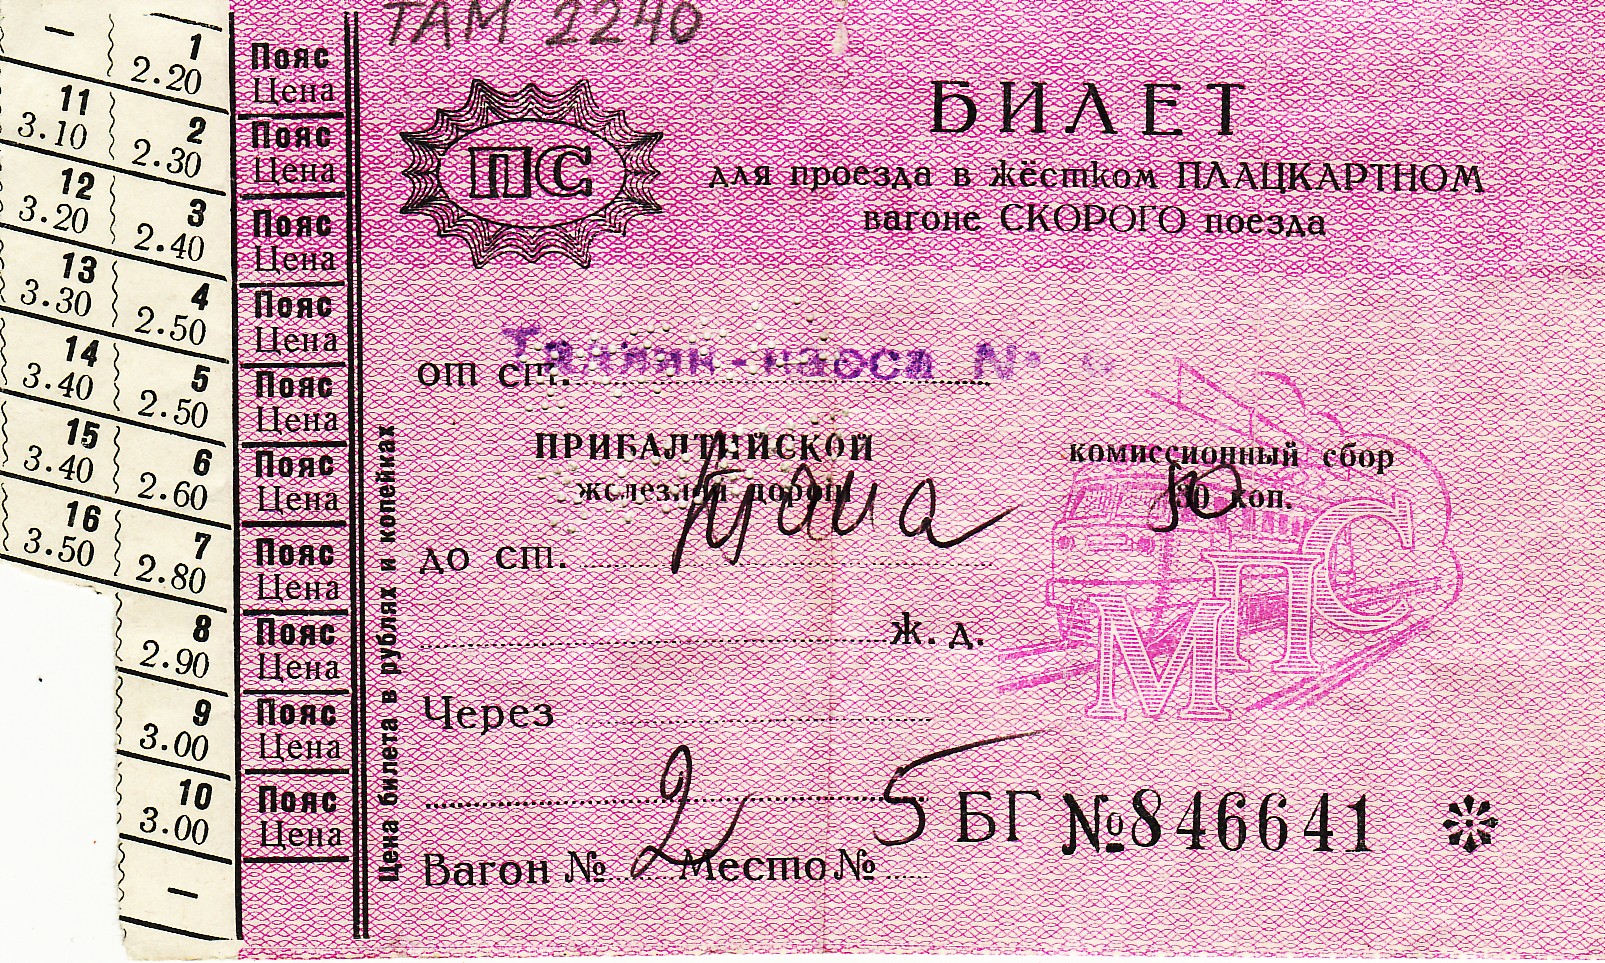 ТАМ 2240
— 1
2.20
11 2
3.10 2.30
12 3
3.20 2.40
13 4
3.30 2.50
14 5
3.40 2.50
15 6
3.40 2.60
16 7
3.50 2.80
8
2.90
9
3.00
10
3.00
—
Пояс
Цена
Пояс
Цена
Пояс
Цена
Пояс
Цена
Пояс
Цена
Пояс
Цена
Пояс
Цена
Пояс
Цена
Пояс
Цена
Пояс
Цена
Цена билета в рублях и копейках
ПС
БИЛЕТ
для проезда в жёстком ПЛАЦКАРТНОМ
вагоне СКОРОГО поезда
от ст. Таллин - касса №
ПРИБАЛТИЙСКОЙ
железной дороги
комиссионный сбор
50 коп.
до ст.
ж. д.
МПС
Через
Вагон № 2 Место № 5
БГ №846641